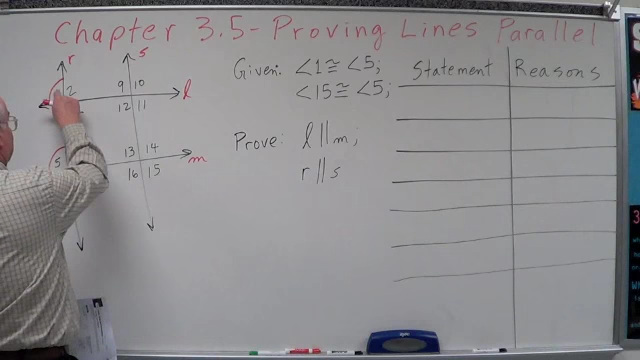 Chapter 3.5-Proving Lines Parallel
r
s
Given: ∠1≅∠5;
∠15≅∠5;
Prove: l∥m;
r∥s
Statement Reasons
2
9 10
l
12 11
5
13 14
m
16 15
3